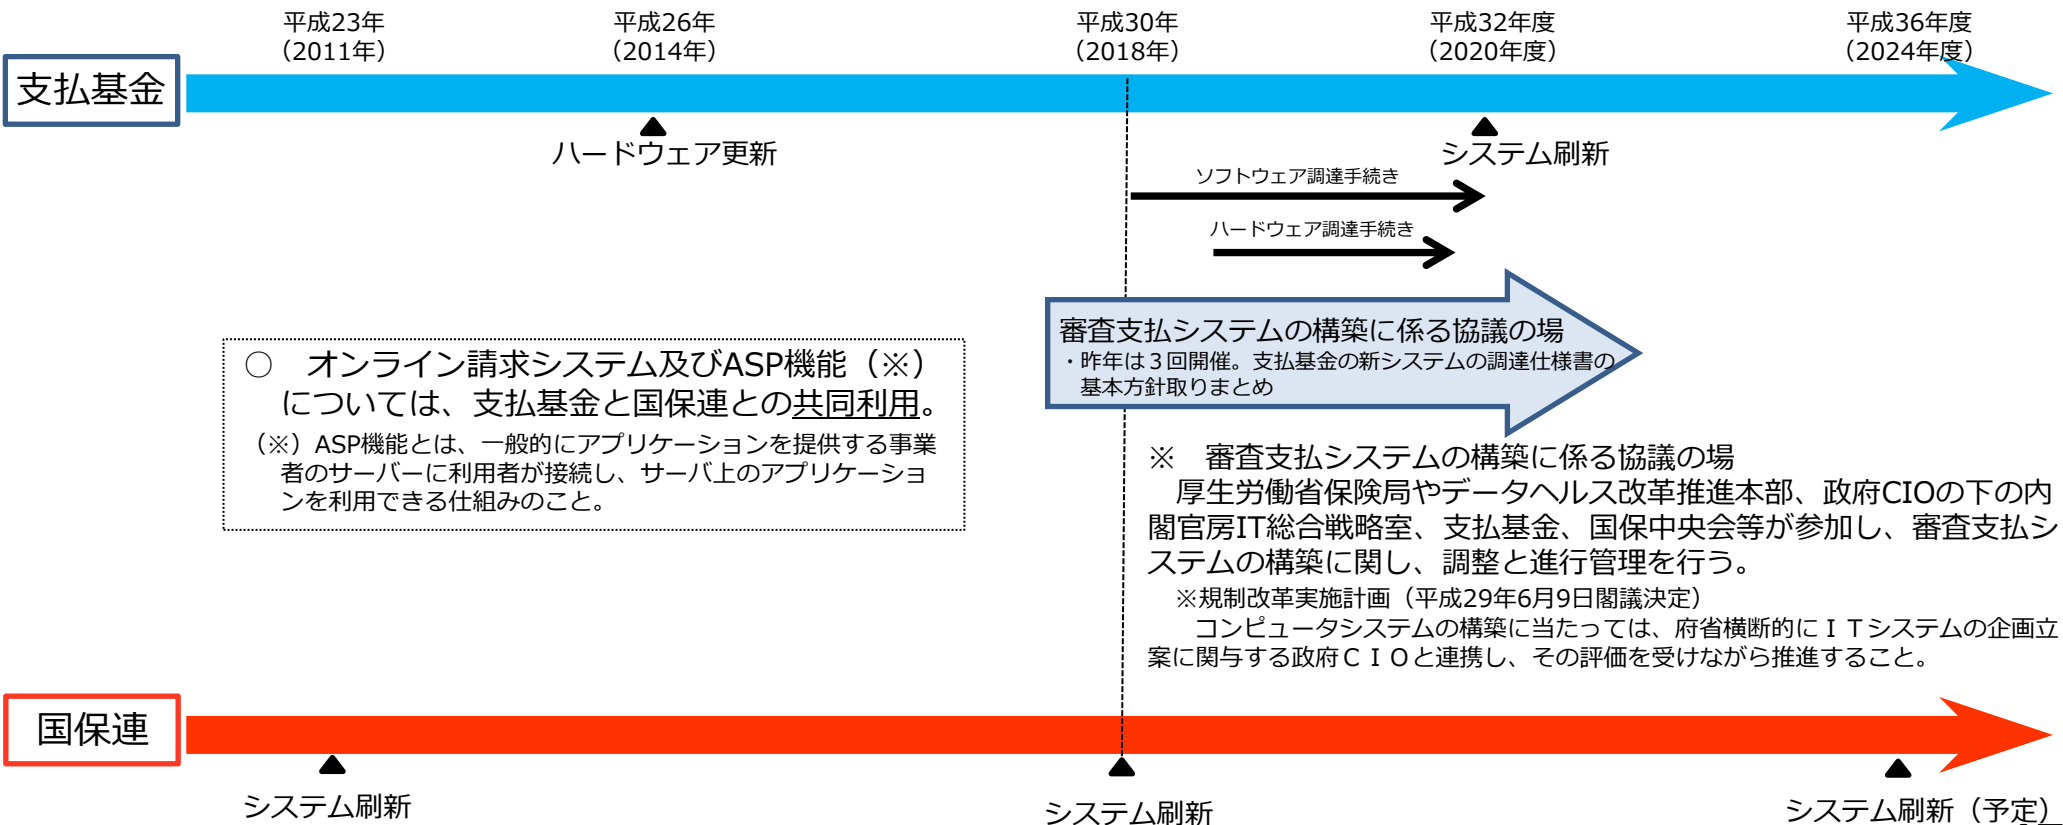 平成23年
（2011年）
平成26年
（2014年）
平成30年
（2018年）
平成32年度
（2020年度）
平成36年度
（2024年度）
支払基金
ハードウェア更新
システム刷新
ソフトウェア調達手続き
ハードウェア調達手続き
審査支払システムの構築に係る協議の場
・昨年は３回開催。支払基金の新システムの調達仕様書の
基本方針取りまとめ
○　オンライン請求システム及びASP機能（※）
については、支払基金と国保連との共同利用。
（※）ASP機能とは、一般的にアプリケーションを提供する事業
者のサーバーに利用者が接続し、サーバ上のアプリケーショ
ンを利用できる仕組みのこと。
※　審査支払システムの構築に係る協議の場
厚生労働省保険局やデータヘルス改革推進本部、政府CIOの下の内
閣官房IT総合戦略室、支払基金、国保中央会等が参加し、審査支払シ
ステムの構築に関し、調整と進行管理を行う。
※規制改革実施計画（平成29年6月9日閣議決定）
コンピュータシステムの構築に当たっては、府省横断的にＩＴシステムの企画立
案に関与する政府ＣＩＯと連携し、その評価を受けながら推進すること。
国保連
システム刷新
システム刷新
システム刷新（予定）